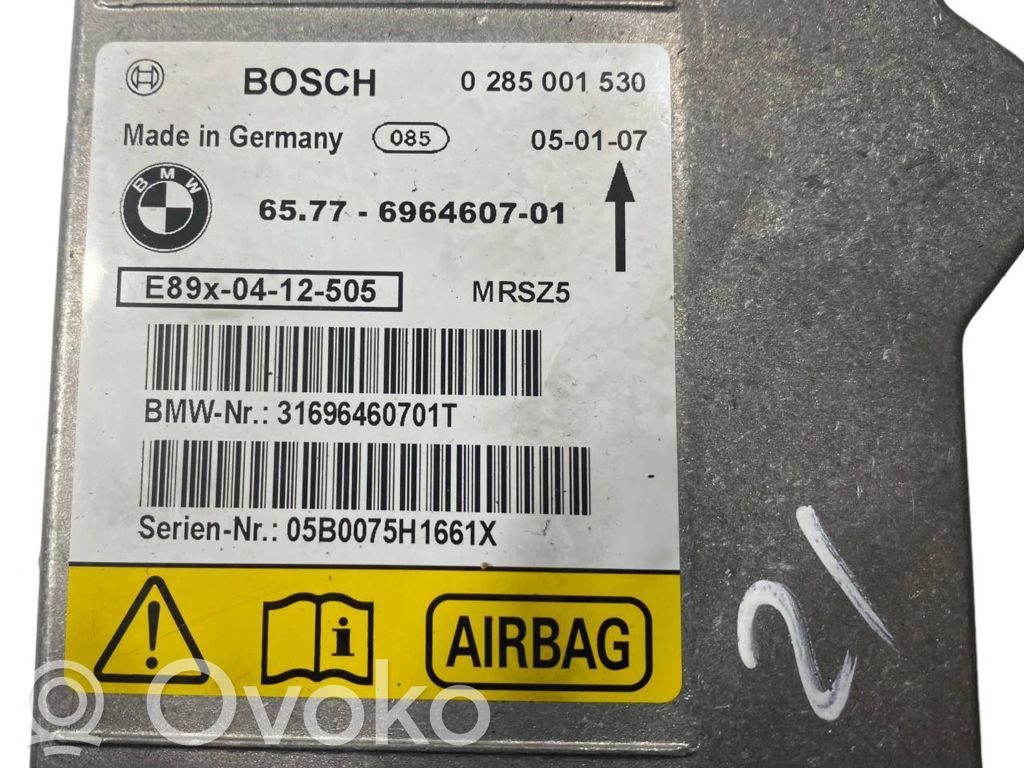 BOSCH 0 285 001 530
Made in Germany 085 05-01-07
BMW
65.77 - 6964607-01
E89x-04-12-505 MRSZ5
BMW-Nr.: 31696460701T
Serien-Nr.: 05B0075H1661X
AIRBAG
21
Ovoko